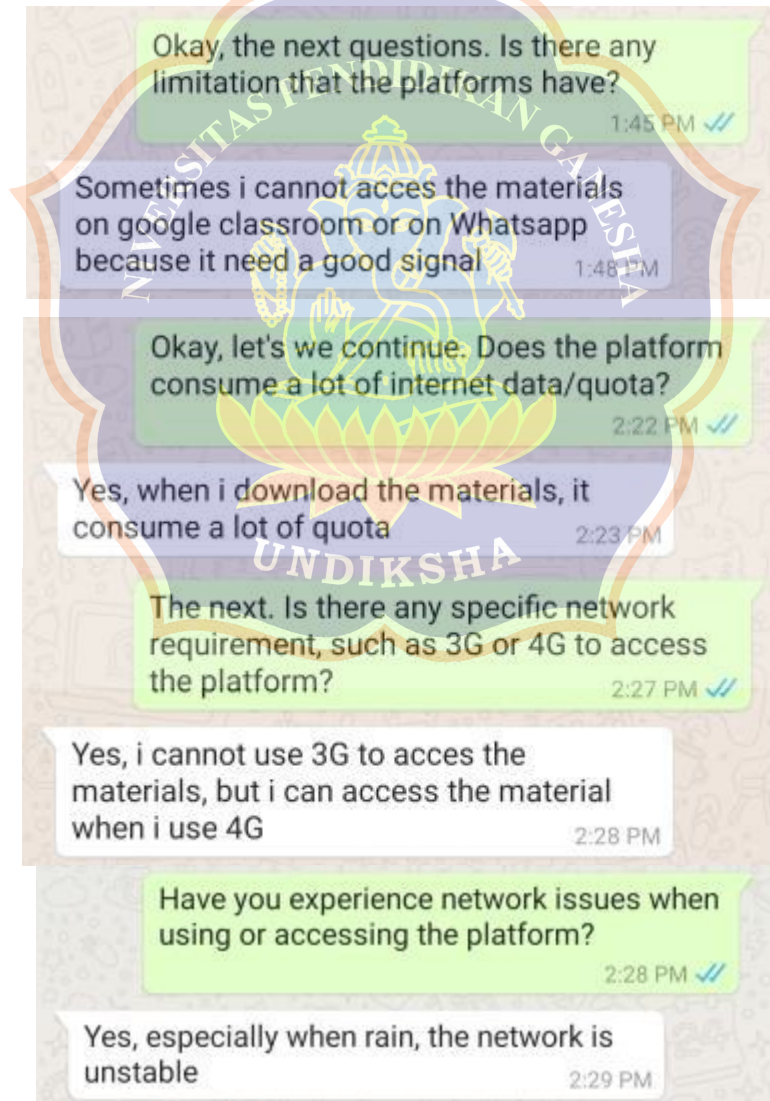 Okay, the next questions. Is there any
limitation that the platforms have?
1:45 PM
Sometimes i cannot acces the materials
on google classroom or on Whatsapp
because it need a good signal
1:48 PM
Okay, let's we continue. Does the platform
consume a lot of internet data/quota?
2:22 PM
Yes, when i download the materials, it
consume a lot of quota
2:23 PM
The next. Is there any specific network
requirement, such as 3G or 4G to access
the platform?
2:27 PM
Yes, i cannot use 3G to acces the
materials, but i can access the material
when i use 4G
2:28 PM
Have you experience network issues when
using or accessing the platform?
2:28 PM
Yes, especially when rain, the network is
unstable
2:29 PM
UNIVERSITAS PENDIDIKAN GANESHA
UNDIKSHA